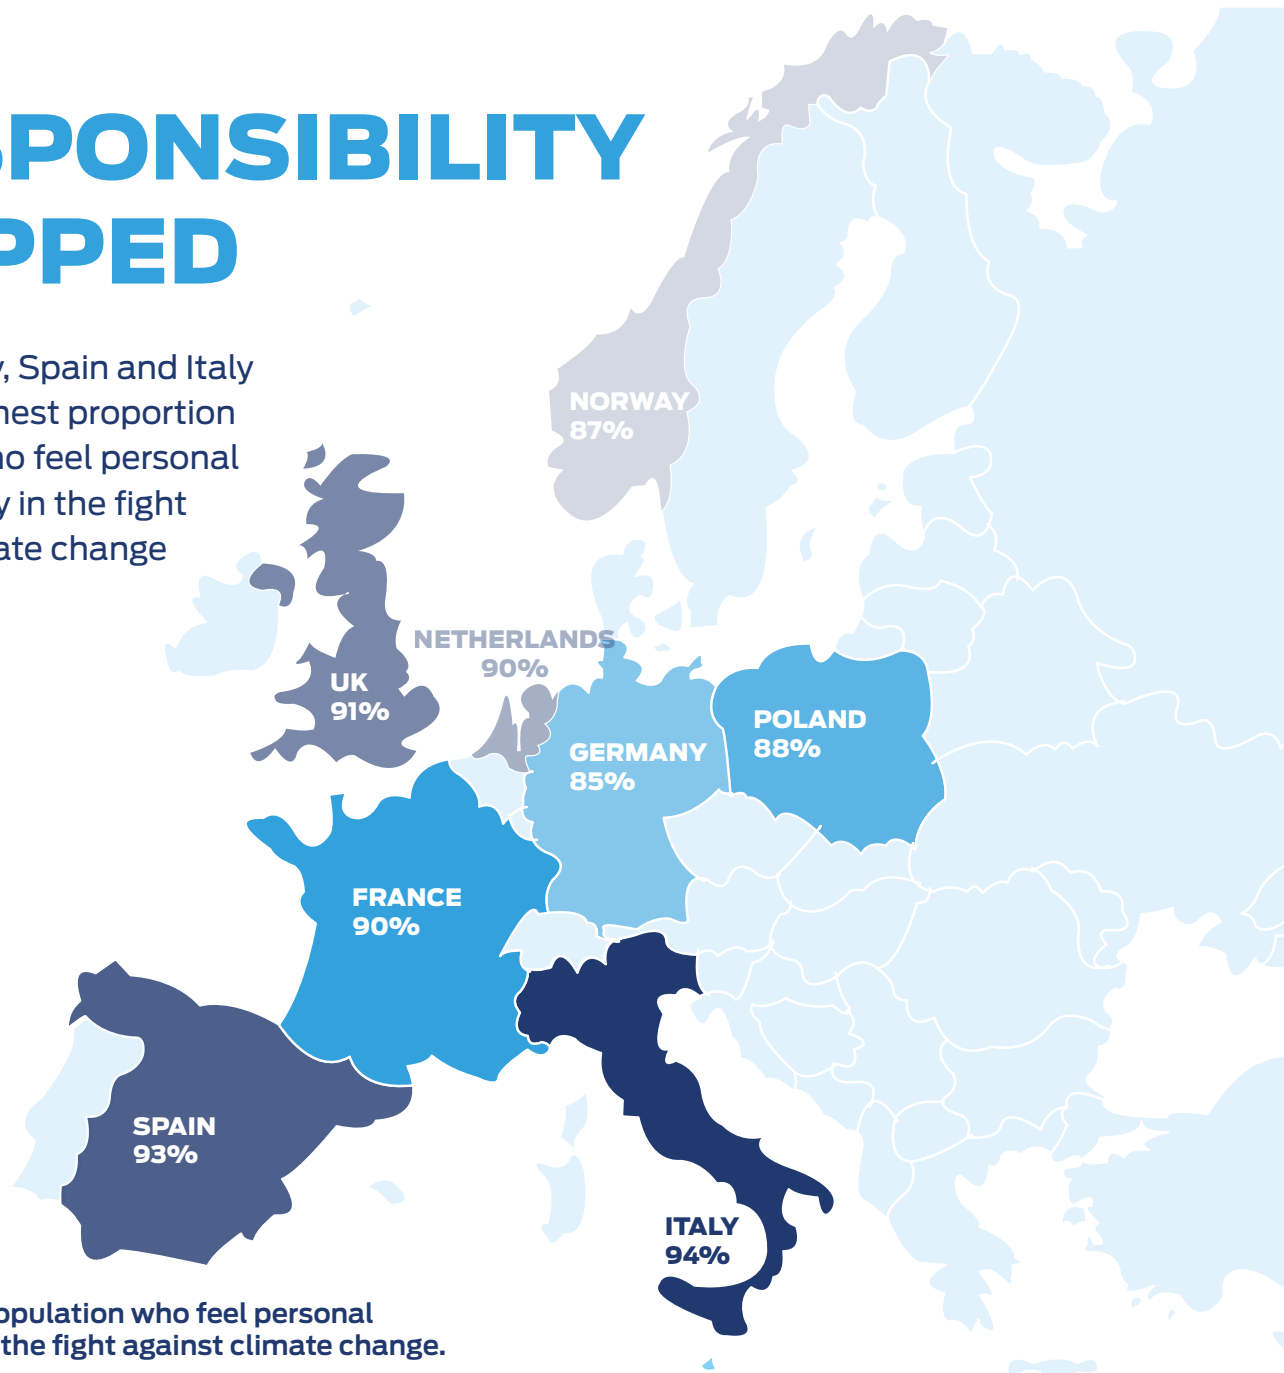 SPONSIBILITY
PPED
, Spain and Italy
hest proportion
ho feel personal
y in the fight
ate change
NORWAY
87%
NETHERLANDS
90%
UK
91%
POLAND
88%
GERMANY
85%
FRANCE
90%
SPAIN
93%
ITALY
94%
opulation who feel personal
the fight against climate change.